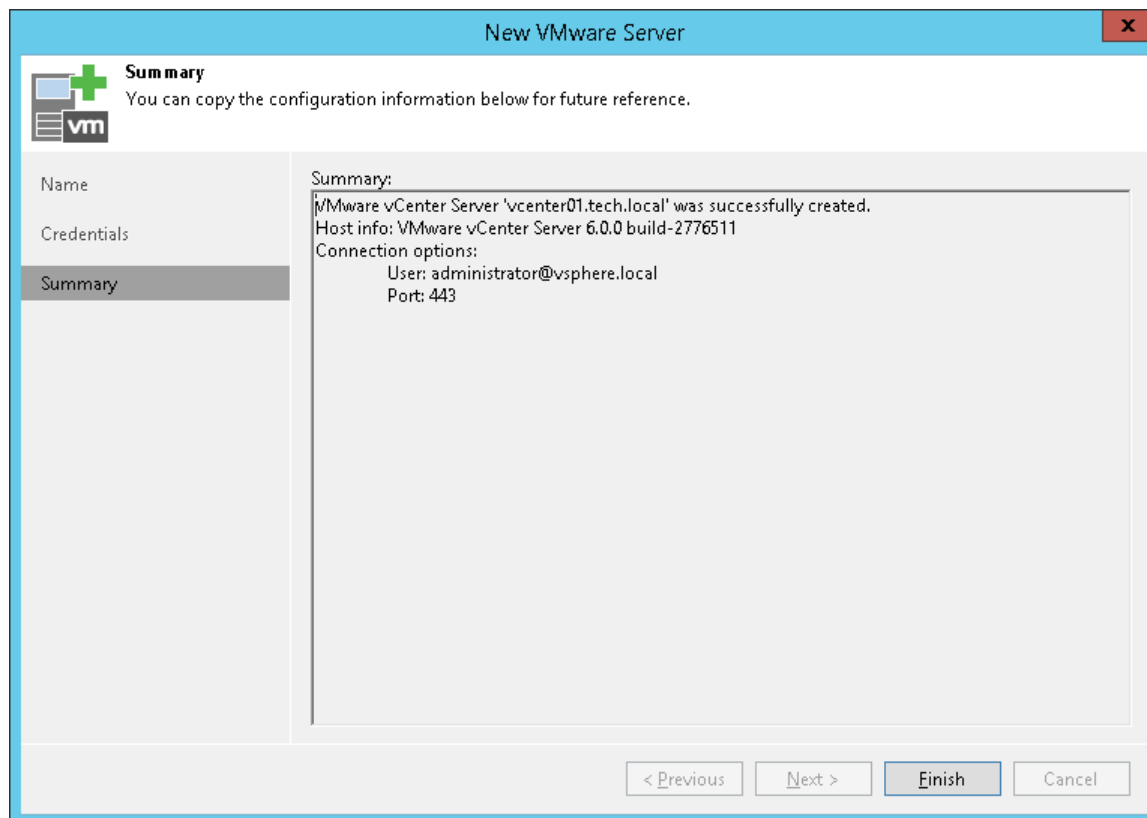 New VMware Server
x
Summary
You can copy the configuration information below for future reference.
vm
Name
Credentials
Summary
Summary:
VMware vCenter Server 'vcenter01.tech.local' was successfully created.
Host info: VMware vCenter Server 6.0.0 build-2776511
Connection options:
User: administrator@vsphere.local
Port: 443
< Previous
Next >
Finish
Cancel